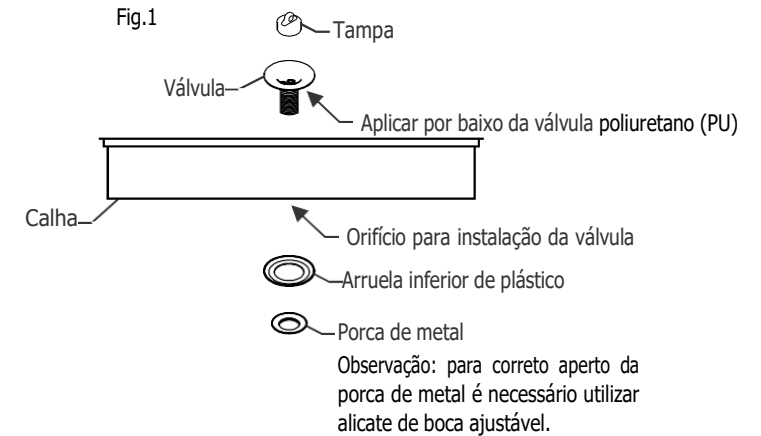 Fig.1
Tampa
Válvula
Aplicar por baixo da válvula poliuretano (PU)
Calha
Orifício para instalação da válvula
Arruela inferior de plástico
Porca de metal
Observação: para correto aperto da
porca de metal é necessário utilizar
alicate de boca ajustável.